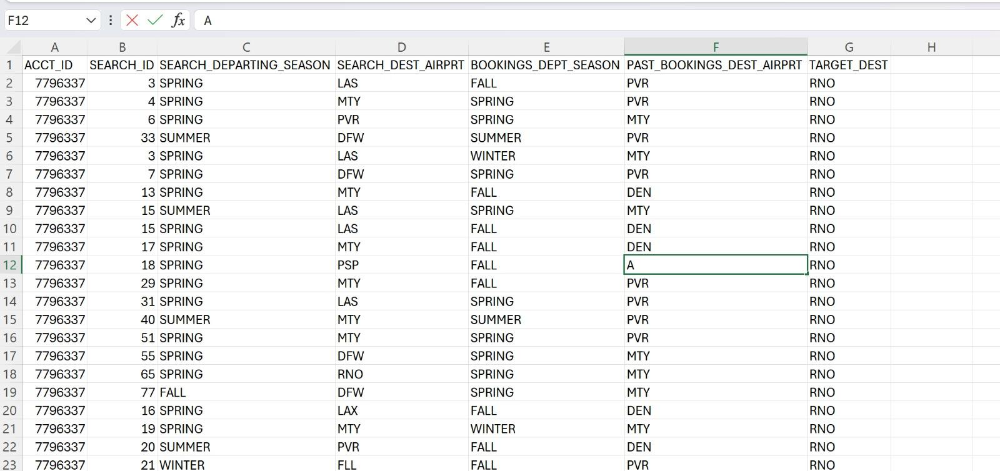 F12 fx A
A B C D E F G H
1 ACCT_ID SEARCH_ID SEARCH_DEPARTING_SEASON SEARCH_DEST_AIRPRT BOOKINGS_DEPT_SEASON PAST_BOOKINGS_DEST_AIRPRT TARGET_DEST
2 7796337 3 SPRING LAS FALL PVR RNO
3 7796337 4 SPRING MTY SPRING PVR RNO
4 7796337 6 SPRING PVR SPRING MTY RNO
5 7796337 33 SUMMER DFW SUMMER PVR RNO
6 7796337 3 SPRING LAS WINTER MTY RNO
7 7796337 7 SPRING DFW SPRING PVR RNO
8 7796337 13 SPRING MTY FALL DEN RNO
9 7796337 15 SUMMER LAS SPRING MTY RNO
10 7796337 15 SPRING LAS FALL DEN RNO
11 7796337 17 SPRING MTY FALL DEN RNO
12 7796337 18 SPRING PSP FALL A RNO
13 7796337 29 SPRING MTY FALL PVR RNO
14 7796337 31 SPRING LAS SPRING PVR RNO
15 7796337 40 SUMMER MTY SUMMER PVR RNO
16 7796337 51 SPRING MTY SPRING PVR RNO
17 7796337 55 SPRING DFW SPRING MTY RNO
18 7796337 65 SPRING RNO SPRING MTY RNO
19 7796337 77 FALL DFW SPRING MTY RNO
20 7796337 16 SPRING LAX FALL DEN RNO
21 7796337 19 SPRING MTY WINTER MTY RNO
22 7796337 20 SUMMER PVR FALL DEN RNO
23 7796337 21 WINTER FLL FALL PVR RNO